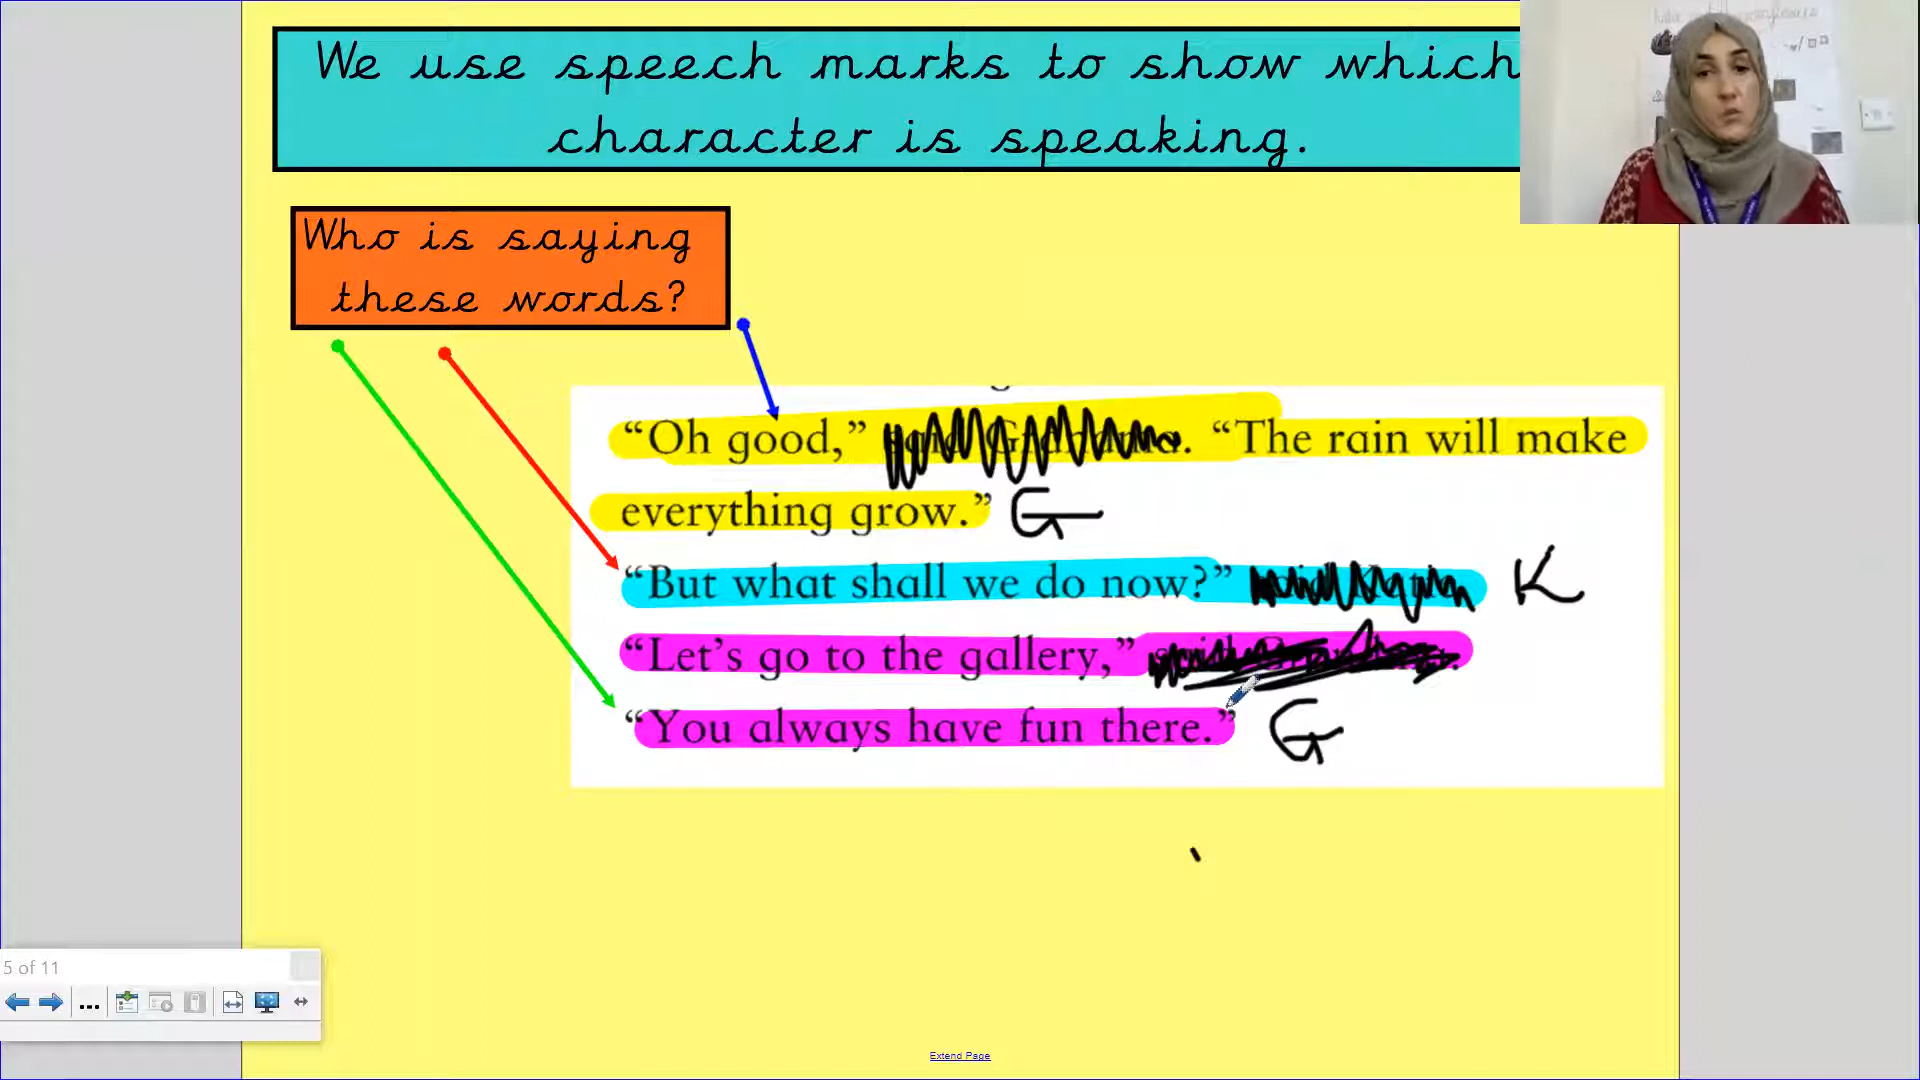 We use speech marks to show which
character is speaking.
Who is saying
these words?
“Oh good,” . “The rain will make
everything grow.” G
“But what shall we do now?” K
“Let’s go to the gallery,” .
“You always have fun there.” G
5 of 11
Extend Page